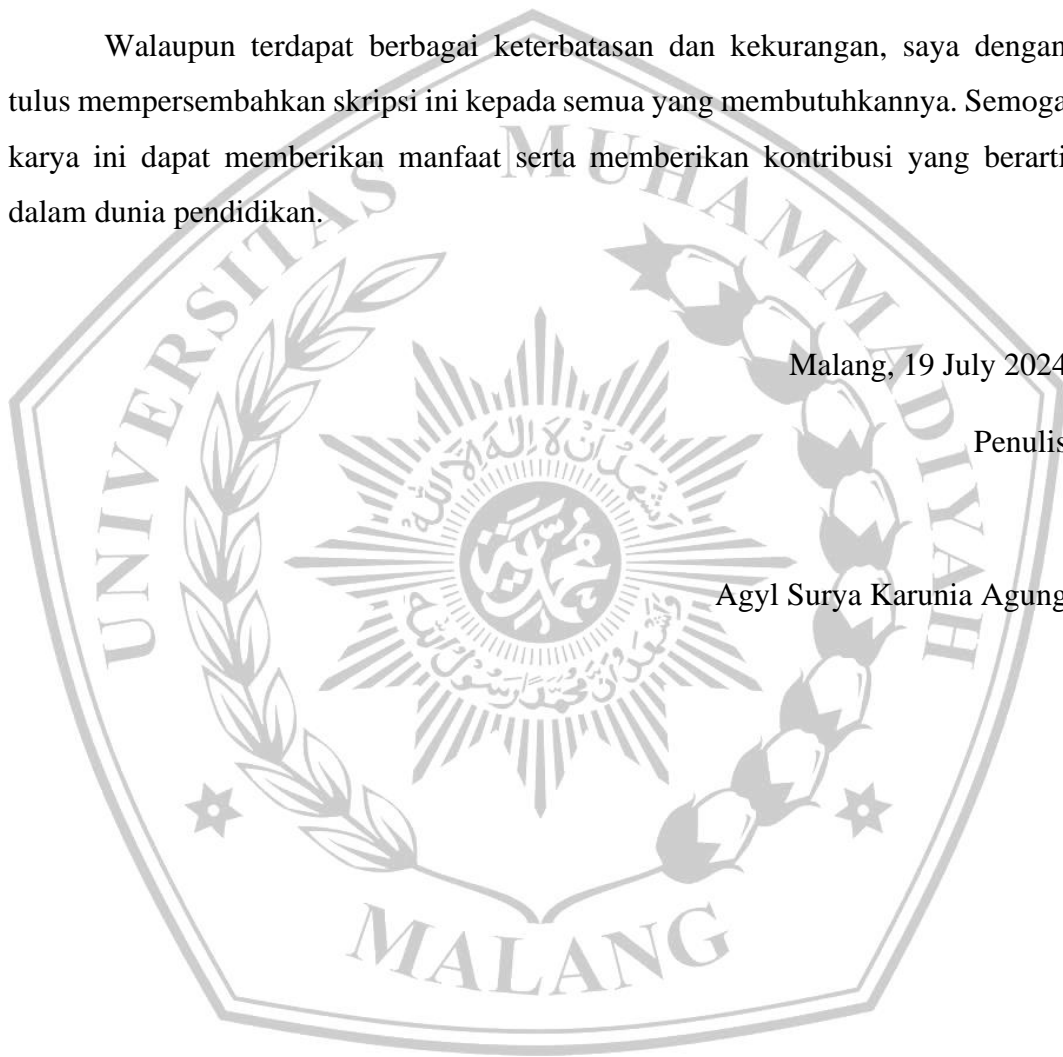 Walaupun terdapat berbagai keterbatasan dan kekurangan, saya dengan
tulus mempersembahkan skripsi ini kepada semua yang membutuhkannya. Semoga
karya ini dapat memberikan manfaat serta memberikan kontribusi yang berarti
dalam dunia pendidikan.
UNIVERSITAS MUHAMMADIYAH
Malang, 19 July 2024
Penulis
Agyl Surya Karunia Agung
MALANG